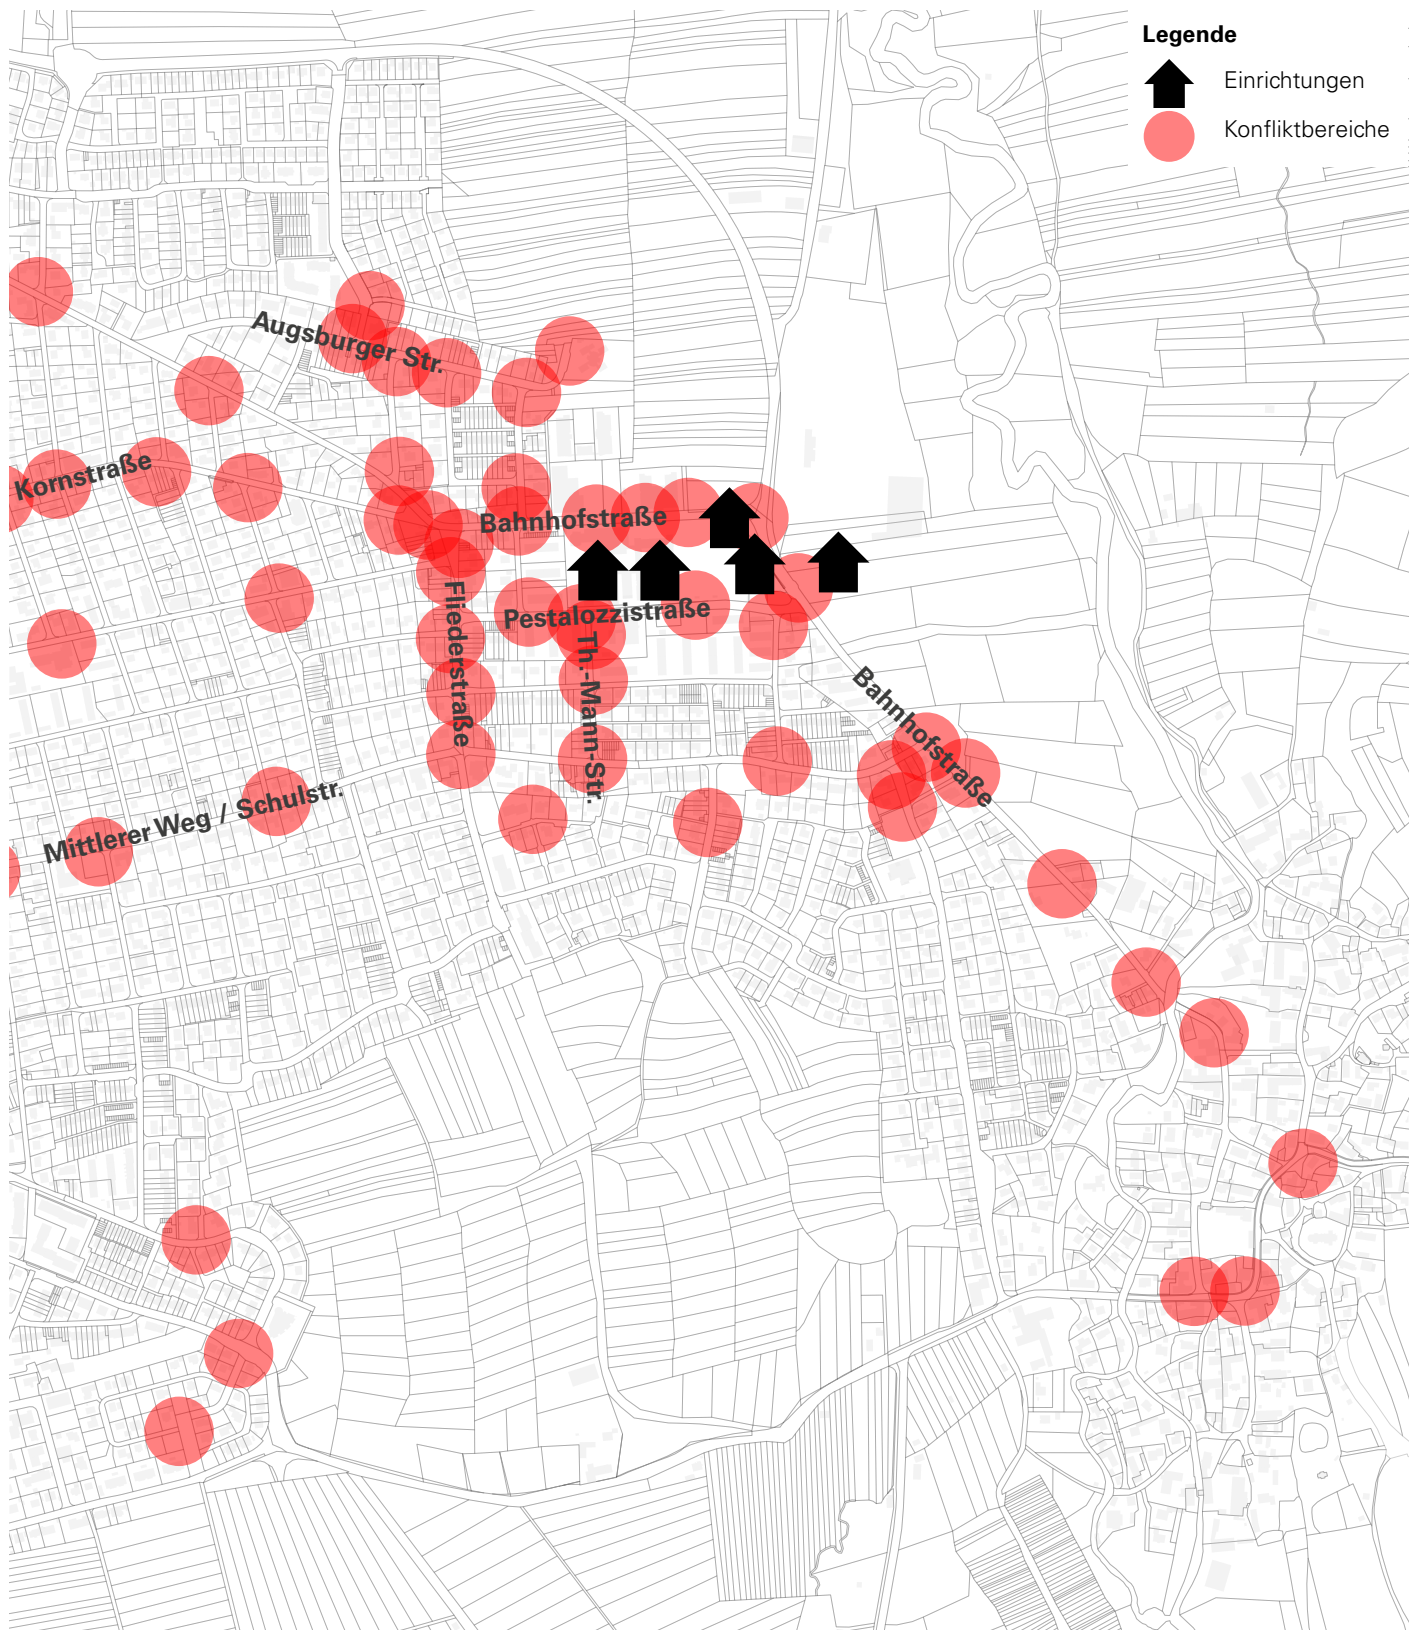 Legende
Einrichtungen
Konfliktbereiche
Augsburger Str.
Kornstraße
Bahnhofstraße
Pestalozzistraße
Fliederstraße
Th.-Mann-Str.
Bahnhofstraße
Mittlerer Weg / Schulstr.